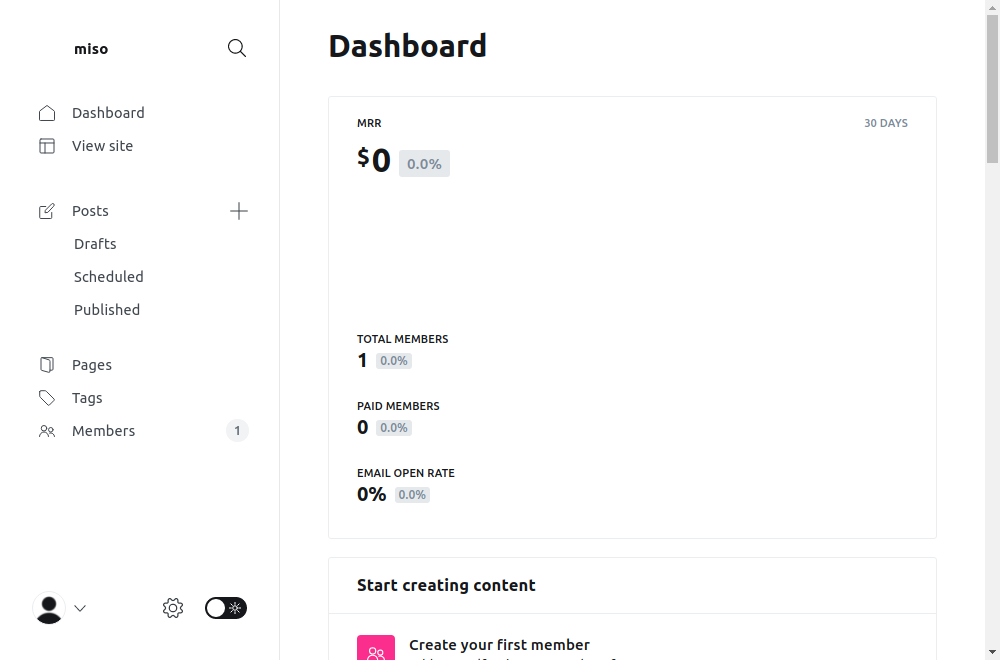 miso
Dashboard
View site
Posts
Drafts
Scheduled
Published
Pages
Tags
Members 1
Dashboard
MRR 30 DAYS
$0 0.0%
TOTAL MEMBERS
1 0.0%
PAID MEMBERS
0 0.0%
EMAIL OPEN RATE
0% 0.0%
Start creating content
Create your first member